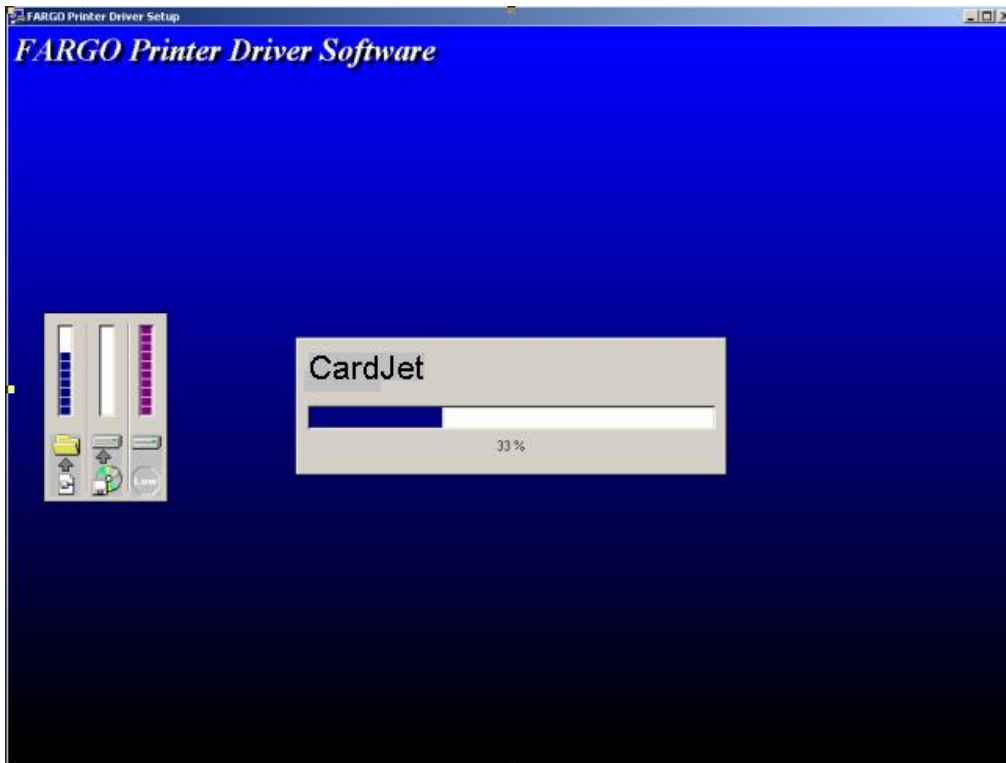 FARGO Printer Driver Setup
FARGO Printer Driver Software
CardJet
33 %
Low